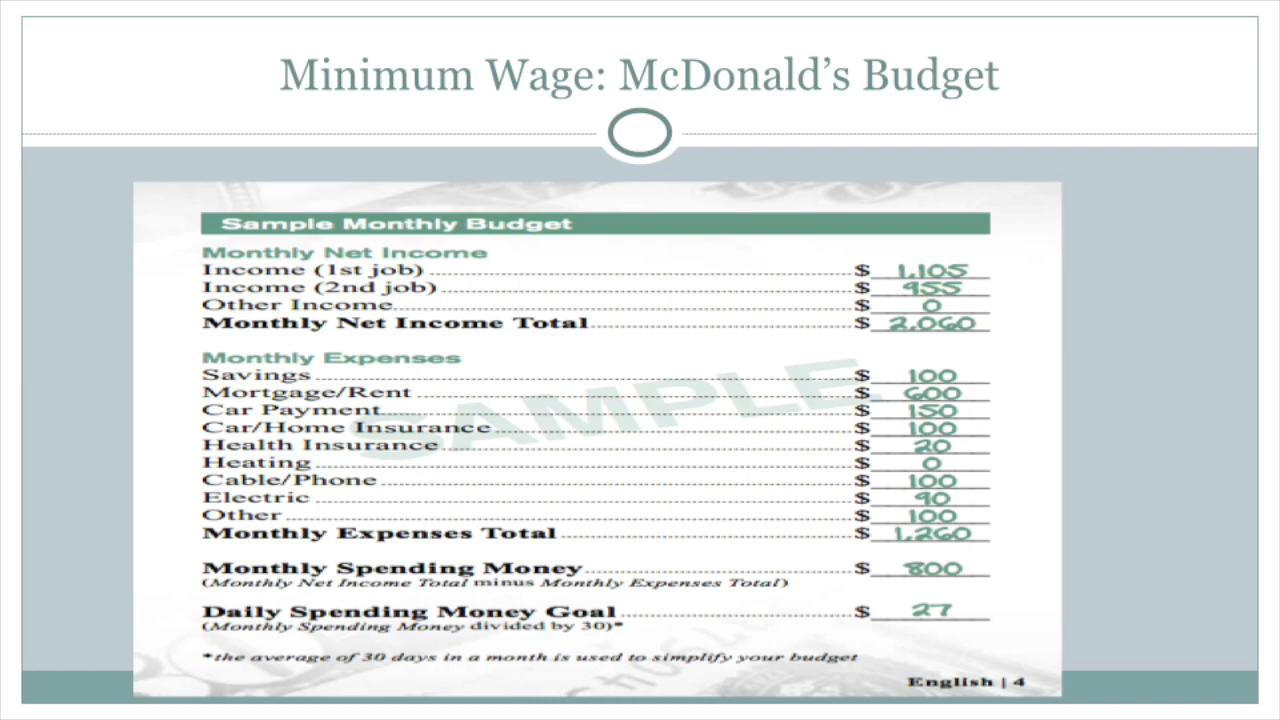 Minimum Wage: McDonald's Budget
Sample Monthly Budget
Monthly Net Income
Income (1st job) $ 1,105
Income (2nd job) $ 955
Other Income $ 0
Monthly Net Income Total $ 2,060
Monthly Expenses
Savings $ 100
Mortgage/Rent $ 600
Car Payment $ 150
Car/Home Insurance $ 100
Health Insurance $ 20
Heating $ 0
Cable/Phone $ 100
Electric $ 90
Other $ 100
Monthly Expenses Total $ 1,260
SAMPLE
Monthly Spending Money $ 800
(Monthly Net Income Total minus Monthly Expenses Total)
Daily Spending Money Goal $ 27
(Monthly Spending Money divided by 30)*
*the average of 30 days in a month is used to simplify your budget
English | 4